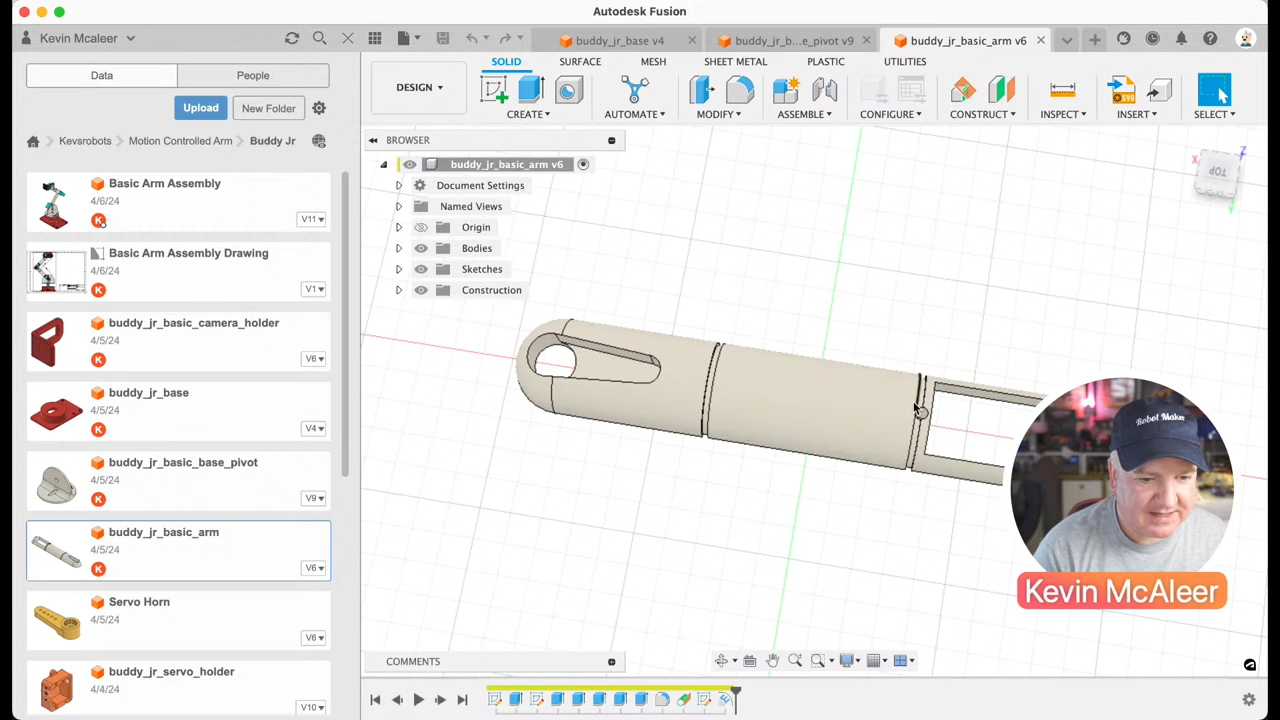 Autodesk Fusion
Kevin Mcaleer
buddy_jr_base v4
buddy_jr_b...e_pivot v9
buddy_jr_basic_arm v6
Data
People
Upload
New Folder
Kevsrobots
Motion Controlled Arm
Buddy Jr
DESIGN
SOLID
SURFACE
MESH
SHEET METAL
PLASTIC
UTILITIES
CREATE
AUTOMATE
MODIFY
ASSEMBLE
CONFIGURE
CONSTRUCT
INSPECT
INSERT
SELECT
SVG
Basic Arm Assembly
4/6/24
K
V11
Basic Arm Assembly Drawing
4/6/24
K
V1
buddy_jr_basic_camera_holder
4/5/24
K
V6
buddy_jr_base
4/5/24
K
V4
buddy_jr_basic_base_pivot
4/5/24
K
V9
buddy_jr_basic_arm
4/5/24
K
V6
Servo Horn
4/5/24
K
V6
buddy_jr_servo_holder
4/4/24
V10
BROWSER
buddy_jr_basic_arm v6
Document Settings
Named Views
Origin
Bodies
Sketches
Construction
TOP
X
Z
Y
Robot Maker
Kevin McAleer
COMMENTS